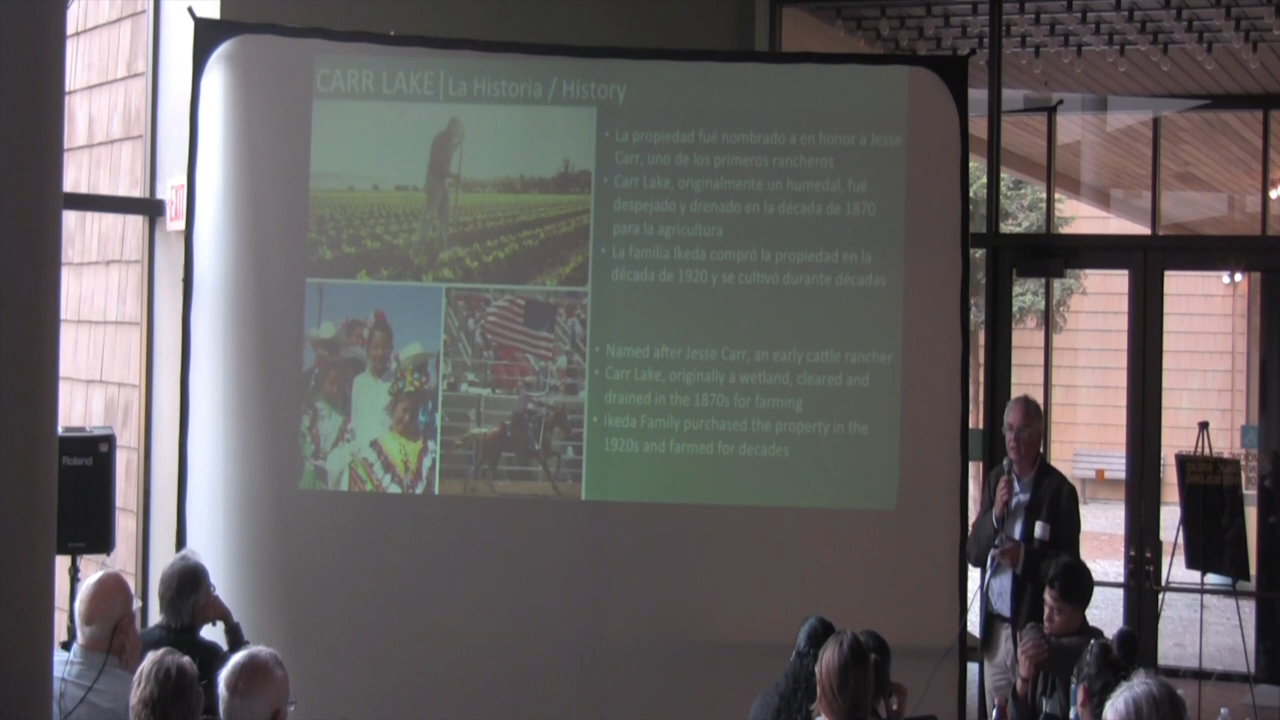 CARR LAKE | La Historia / History
• La propiedad fué nombrado a en honor a Jesse
Carr, uno de los primeros rancheros
• Carr Lake, originalmente un humedal, fué
despejado y drenado en la década de 1870
para la agricultura
• La familia Ikeda compró la propiedad en la
década de 1920 y se cultivó durante décadas
• Named after Jesse Carr, an early cattle rancher
• Carr Lake, originally a wetland, cleared and
drained in the 1870s for farming
• Ikeda Family purchased the property in the
1920s and farmed for decades
EXIT
Roland